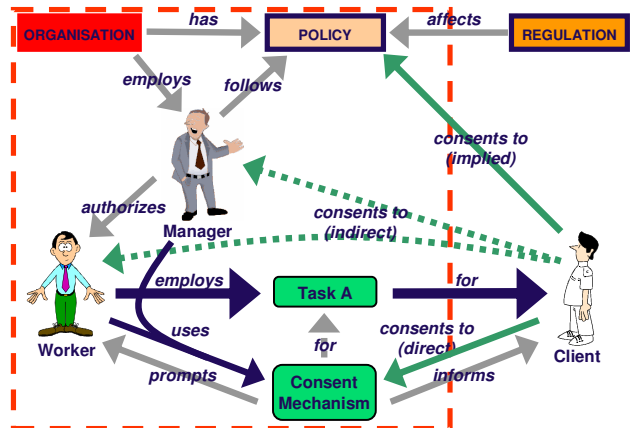 has
affects
ORGANISATION
POLICY
REGULATION
employs
follows
consents to
(implied)
authorizes
consents to
(indirect)
Manager
employs
Task A
for
uses
for
consents to
(direct)
Worker
Client
prompts
Consent
Mechanism
informs